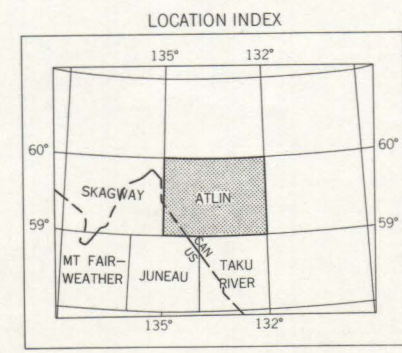 LOCATION INDEX
135° 132°
60° 60°
SKAGWAY ATLIN
59° 59°
CAN
US
MT FAIR-
WEATHER
JUNEAU
TAKU
RIVER
135° 132°